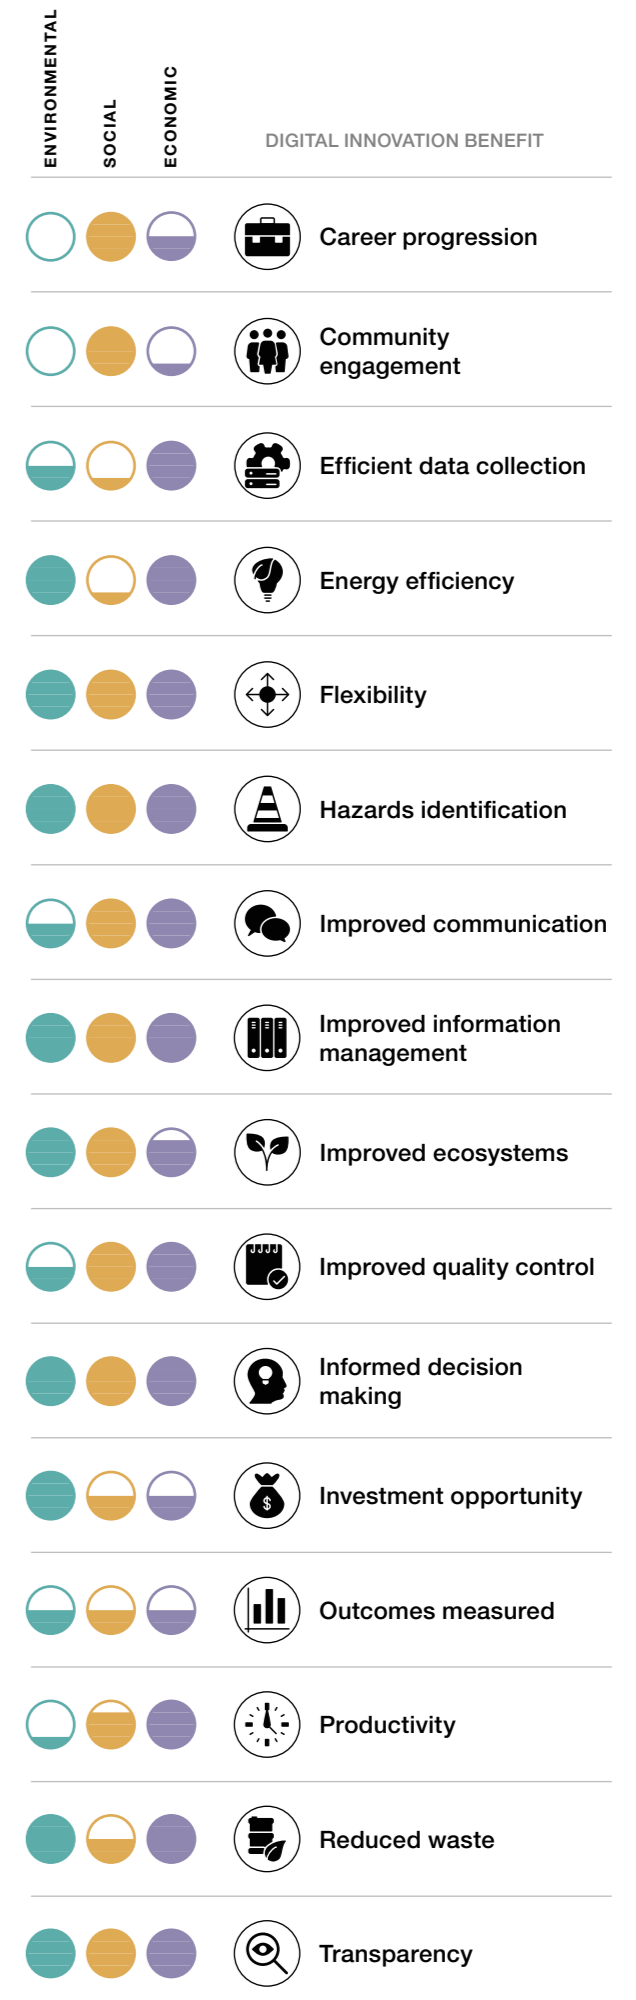 ENVIRONMENTAL
SOCIAL
ECONOMIC
DIGITAL INNOVATION BENEFIT
Career progression
Community
engagement
Efficient data collection
Energy efficiency
Flexibility
Hazards identification
Improved communication
Improved information
management
Improved ecosystems
Improved quality control
Informed decision
making
$
Investment opportunity
Outcomes measured
Productivity
Reduced waste
Transparency